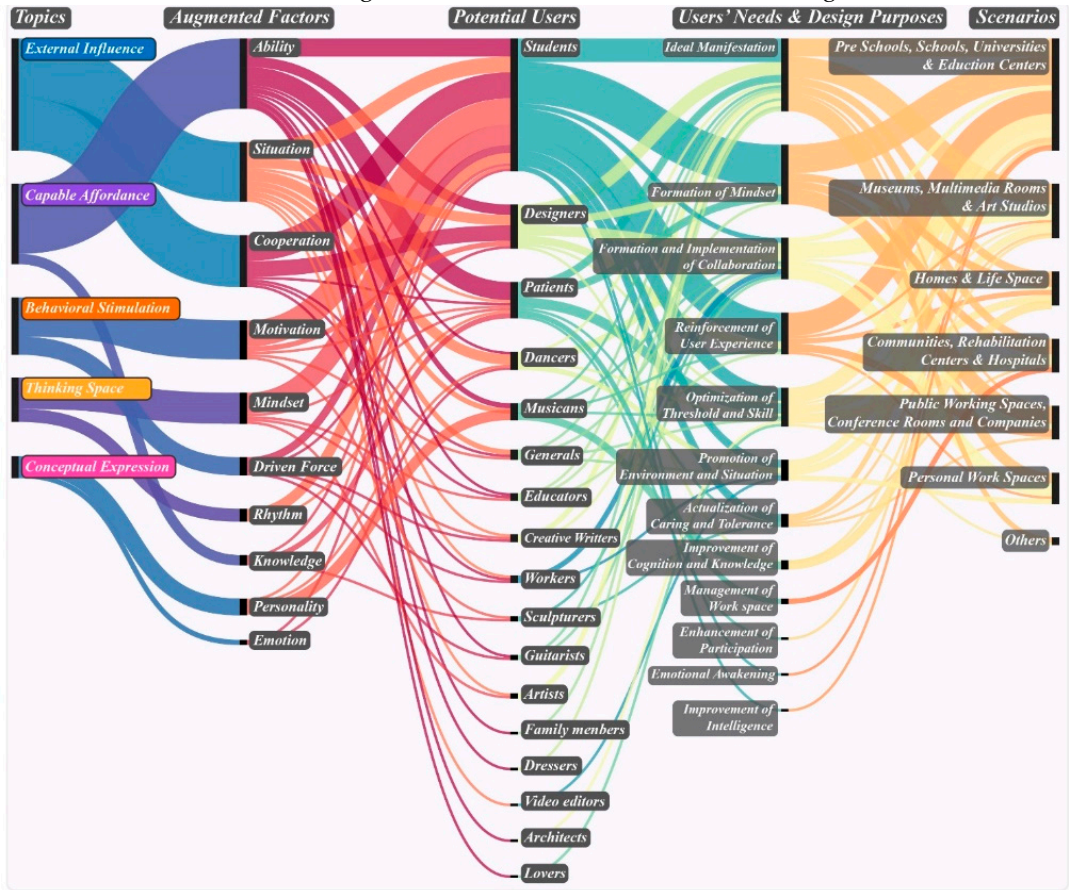 Topics
Augmented Factors
Potential Users
Users' Needs & Design Purposes
Scenarios
External Influence
Capable Affordance
Behavioral Stimulation
Thinking Space
Conceptual Expression
Ability
Situation
Cooperation
Motivation
Mindset
Driven Force
Rhythm
Knowledge
Personality
Emotion
Students
Designers
Patients
Dancers
Musicans
Generals
Educators
Creative Writters
Workers
Sculpturers
Guitarists
Artists
Family menbers
Dressers
Video editors
Architects
Lovers
Ideal Manifestation
Formation of Mindset
Formation and Implementation
of Collaboration
Reinforcement of
User Experience
Optimization of
Threshold and Skill
Promotion of
Environment and Situation
Actualization of
Caring and Tolerance
Improvement of
Cognition and Knowledge
Management of
Work space
Enhancement of
Participation
Emotional Awakening
Improvement of
Intelligence
Pre Schools, Schools, Universities
& Eduction Centers
Museums, Multimedia Rooms
& Art Studios
Homes & Life Space
Communities, Rehabilitation
Centers & Hospitals
Public Working Spaces,
Conference Rooms and Companies
Personal Work Spaces
Others